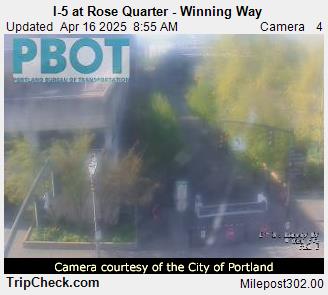 I-5 at Rose Quarter - Winning Way
Updated Apr 16 2025 8:55 AM Camera 4
PBOT
PORTLAND BUREAU OF TRANSPORTATION
Camera courtesy of the City of Portland
TripCheck.com Milepost302.00